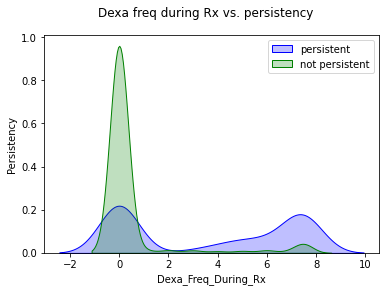 Dexa freq during Rx vs. persistency
persistent
not persistent
1.0
0.8
0.6
0.4
0.2
0.0
Persistency
−2
0
2
4
6
8
10
Dexa_Freq_During_Rx